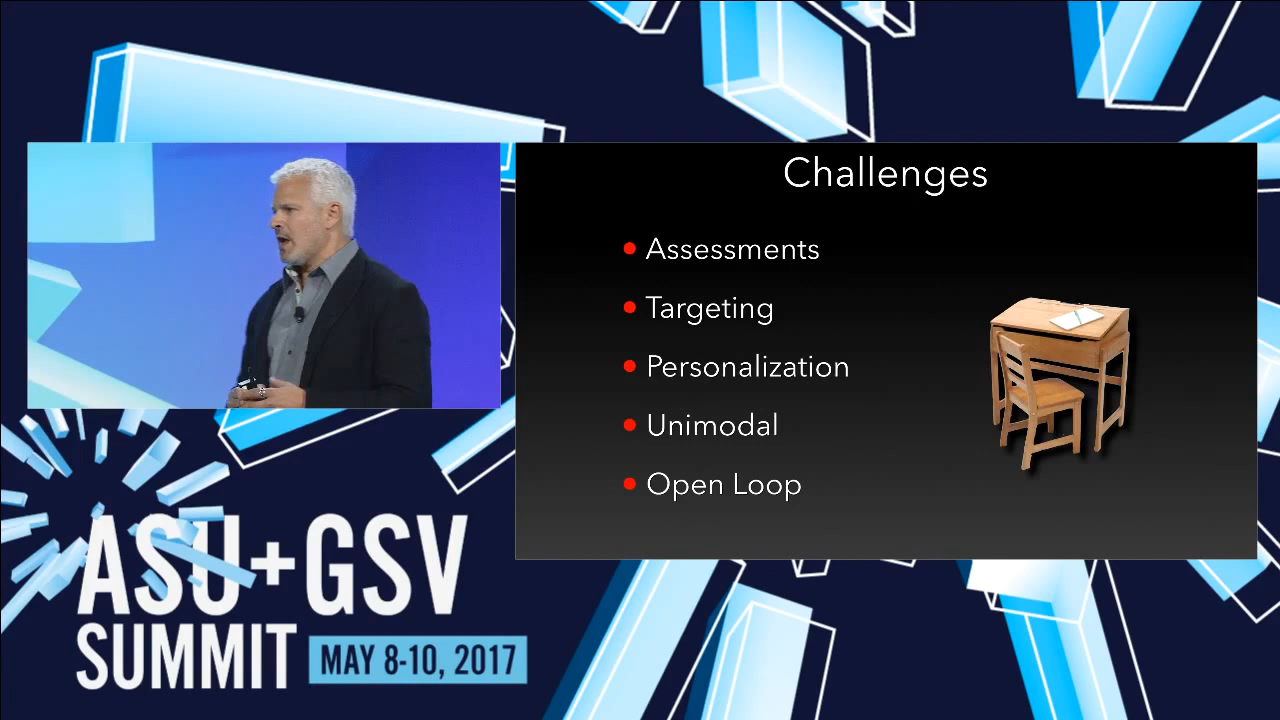 Challenges
Assessments
Targeting
Personalization
Unimodal
Open Loop
ASU+GSV
SUMMIT
MAY 8-10, 2017